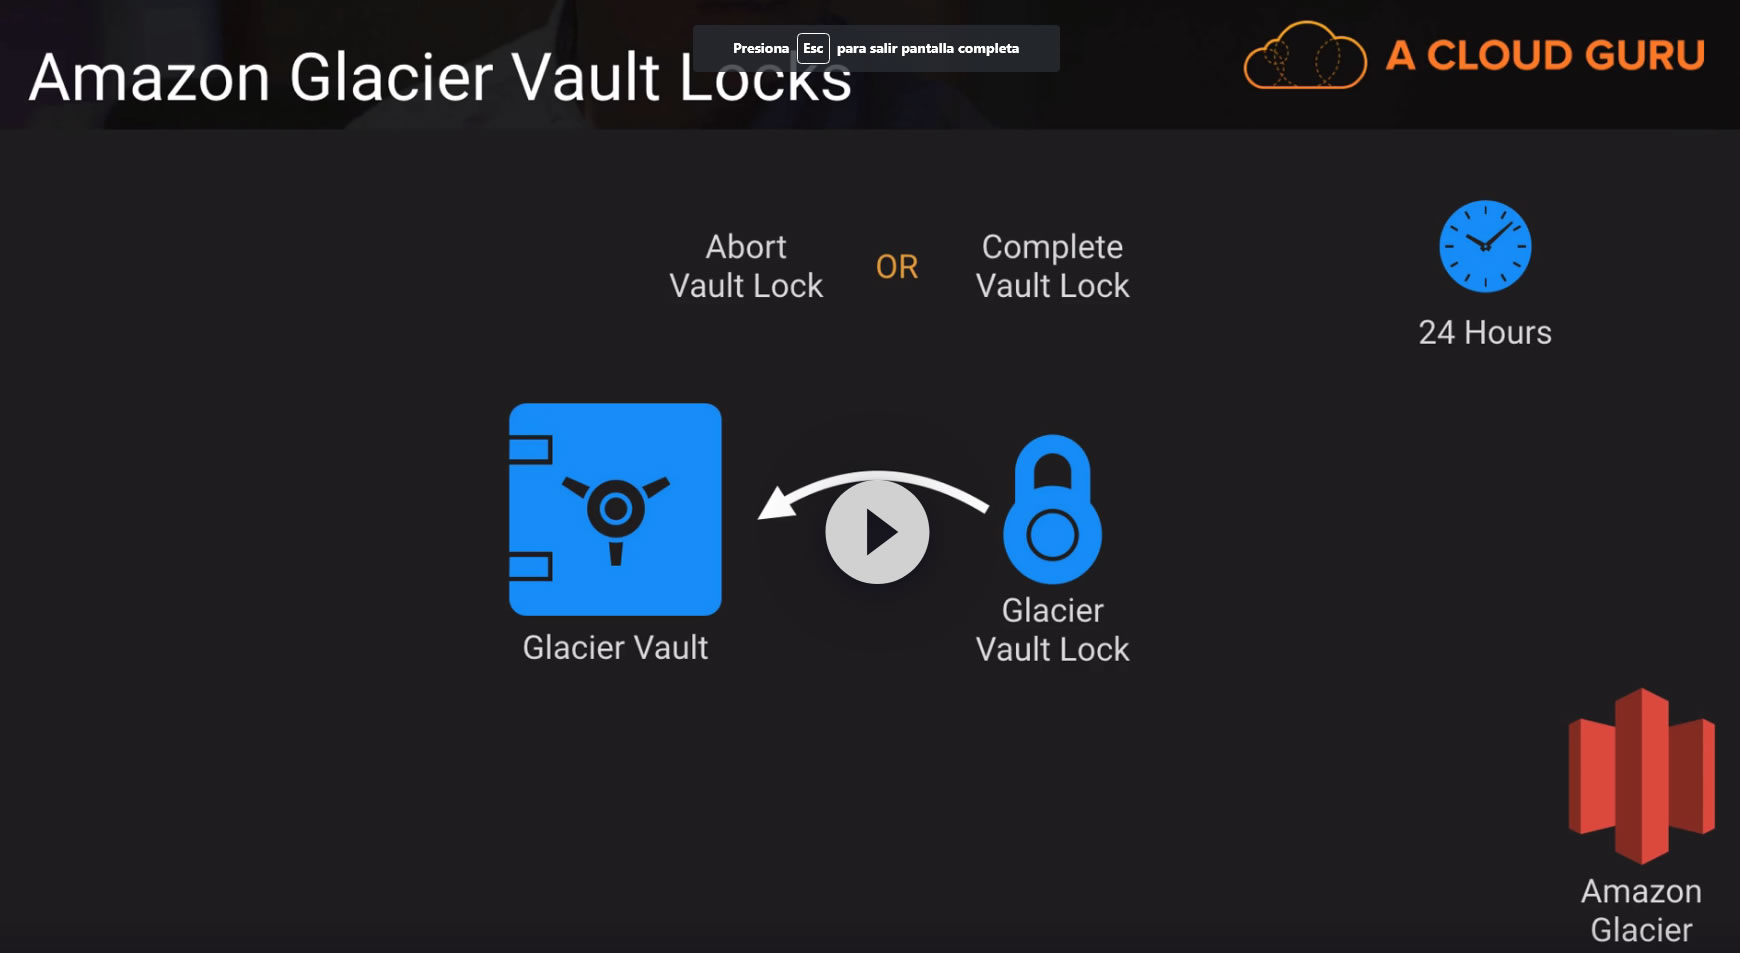 Presiona Esc para salir pantalla completa
Amazon Glacier Vault Locks
A CLOUD GURU
Abort
Vault Lock
OR
Complete
Vault Lock
24 Hours
Glacier Vault
Glacier
Vault Lock
Amazon
Glacier